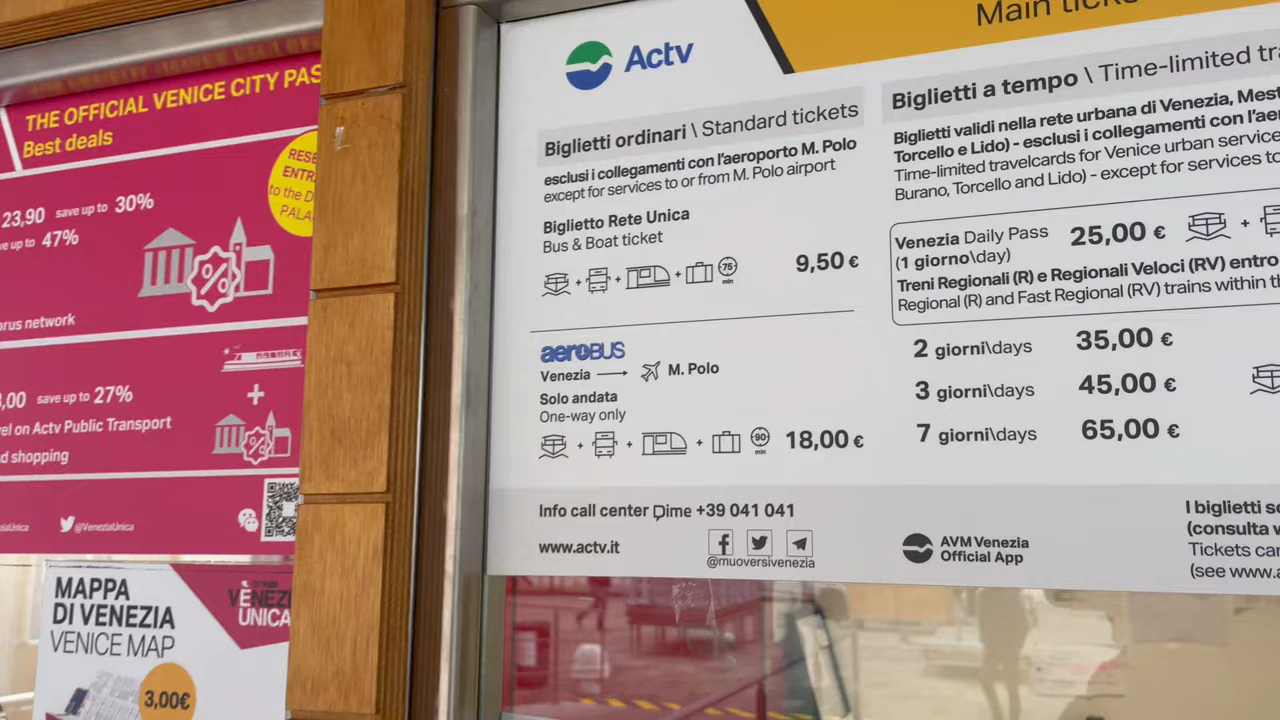 THE OFFICIAL VENICE CITY PAS
Best deals
RESE
ENTR
to the D
PALA
23,90 save up to 30%
ve up to 47%
%
orus network
,00 save up to 27%
+
vel on Actv Public Transport
%
d shopping
@VeneziaUnica
MAPPA
DI VENEZIA
VENICE MAP
VENEZI
UNICA
3,00€
Actv
Main ticke
Biglietti ordinari \ Standard tickets
esclusi i collegamenti con l'aeroporto M. Polo
except for services to or from M. Polo airport
Biglietto Rete Unica
Bus & Boat ticket
+ + + 75 min 9,50 €
aeroBUS
Venezia → M. Polo
Solo andata
One-way only
+ + + 90 min 18,00 €
Biglietti a tempo \ Time-limited tra
Biglietti validi nella rete urbana di Venezia, Mest
Torcello e Lido) - esclusi i collegamenti con l'aer
Time-limited travelcards for Venice urban service
Burano, Torcello and Lido) - except for services to
Venezia Daily Pass 25,00 € +
(1 giorno\day)
Treni Regionali (R) e Regionali Veloci (RV) entro
Regional (R) and Fast Regional (RV) trains within th
2 giorni\days 35,00 €
3 giorni\days 45,00 €
7 giorni\days 65,00 €
Info call center Dime +39 041 041
www.actv.it
@muoversivenezia
AVM Venezia
Official App
I biglietti s
(consulta w
Tickets can
(see www.a